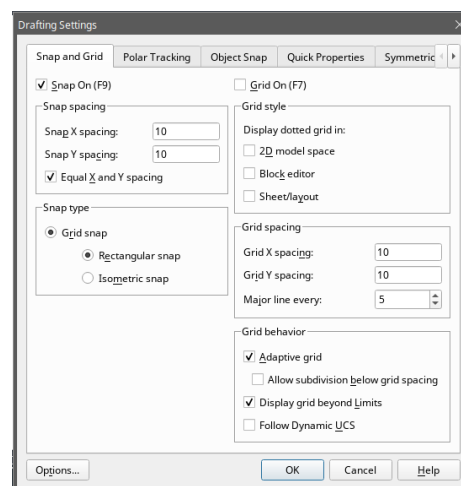 Drafting Settings
Snap and Grid
Polar Tracking
Object Snap
Quick Properties
Symmetric
Snap On (F9)
Snap spacing
Snap X spacing:
10
Snap Y spacing:
10
Equal X and Y spacing
Snap type
Grid snap
Rectangular snap
Isometric snap
Grid On (F7)
Grid style
Display dotted grid in:
2D model space
Block editor
Sheet/layout
Grid spacing
Grid X spacing:
10
Grid Y spacing:
10
Major line every:
5
Grid behavior
Adaptive grid
Allow subdivision below grid spacing
Display grid beyond Limits
Follow Dynamic UCS
Options...
OK
Cancel
Help